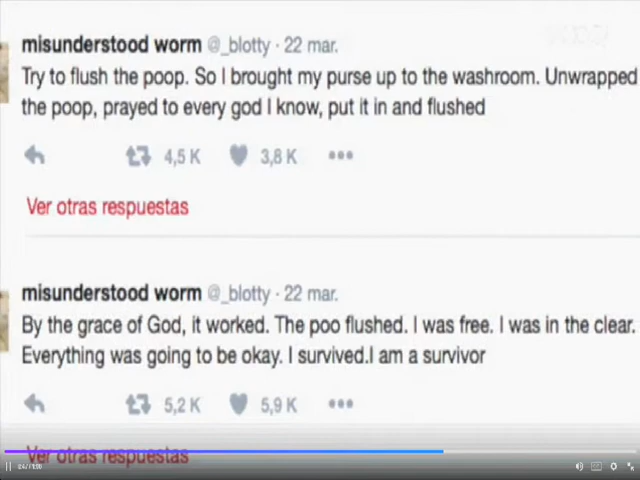 misunderstood worm @_blotty · 22 mar.
Try to flush the poop. So I brought my purse up to the washroom. Unwrapped
the poop, prayed to every god I know, put it in and flushed
4,5 K 3,8 K •••
Ver otras respuestas
misunderstood worm @_blotty · 22 mar.
By the grace of God, it worked. The poo flushed. I was free. I was in the clear.
Everything was going to be okay. I survived.I am a survivor
5,2 K 5,9 K •••
Ver otras respuestas